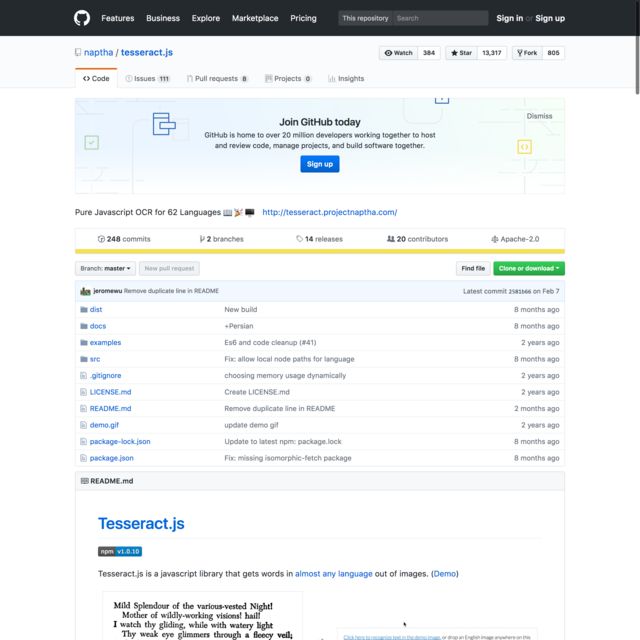 Features Business Explore Marketplace Pricing This repository Search Sign in or Sign up
naptha / tesseract.js Watch 384 Star 13,317 Fork 805
Code Issues 111 Pull requests 8 Projects 0 Insights
Join GitHub today
Dismiss
GitHub is home to over 20 million developers working together to host
and review code, manage projects, and build software together.
Sign up
Pure Javascript OCR for 62 Languages 📖🎉🖥 http://tesseract.projectnaptha.com/
248 commits 2 branches 14 releases 20 contributors Apache-2.0
Branch: master New pull request Find file Clone or download
jeromewu Remove duplicate line in README Latest commit 2581b66 on Feb 7
dist New build 8 months ago
docs +Persian 8 months ago
examples Es6 and code cleanup (#41) 2 years ago
src Fix: allow local node paths for language 8 months ago
.gitignore choosing memory usage dynamically 2 years ago
LICENSE.md Create LICENSE.md 2 years ago
README.md Remove duplicate line in README 2 months ago
demo.gif update demo gif 2 years ago
package-lock.json Update to latest npm: package.lock 8 months ago
package.json Fix: missing isomorphic-fetch package 8 months ago
README.md
Tesseract.js
npm v1.0.10
Tesseract.js is a javascript library that gets words in almost any language out of images. (Demo)
Mild Splendour of the various-vested Night!
Mother of wildly-working visions! hail!
I watch thy gliding, while with watery light
Thy weak eye glimmers through a fleecy veil;
Click here to recognize text in the demo image, or drop an English image anywhere on this